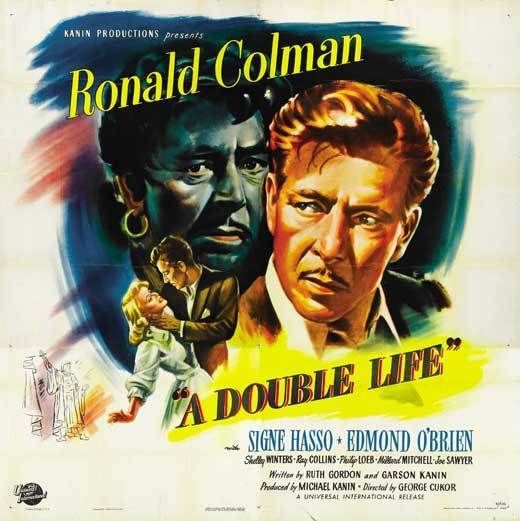 KANIN PRODUCTIONS presents
Ronald Colman
"A DOUBLE LIFE"
with SIGNE HASSO ★ EDMOND O'BRIEN
Shelley WINTERS • Ray COLLINS • Philip LOEB • Millard MITCHELL • Joe SAWYER
Written by RUTH GORDON and GARSON KANIN
Produced by MICHAEL KANIN • Directed by GEORGE CUKOR
A UNIVERSAL-INTERNATIONAL RELEASE